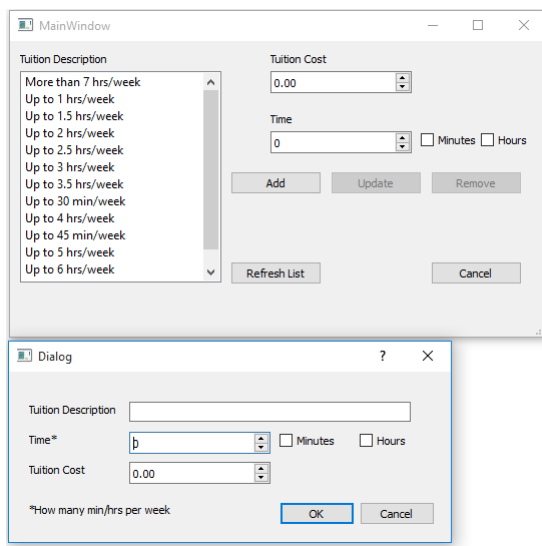 MainWindow
Tuition Description
Tuition Cost
More than 7 hrs/week
Up to 1 hrs/week
Up to 1.5 hrs/week
Up to 2 hrs/week
Up to 2.5 hrs/week
Up to 3 hrs/week
Up to 3.5 hrs/week
Up to 30 min/week
Up to 4 hrs/week
Up to 45 min/week
Up to 5 hrs/week
Up to 6 hrs/week
0.00
Time
0
Minutes
Hours
Add
Update
Remove
Refresh List
Cancel
Dialog
?
Tuition Description
Time*
0
Minutes
Hours
Tuition Cost
0.00
*How many min/hrs per week
OK
Cancel